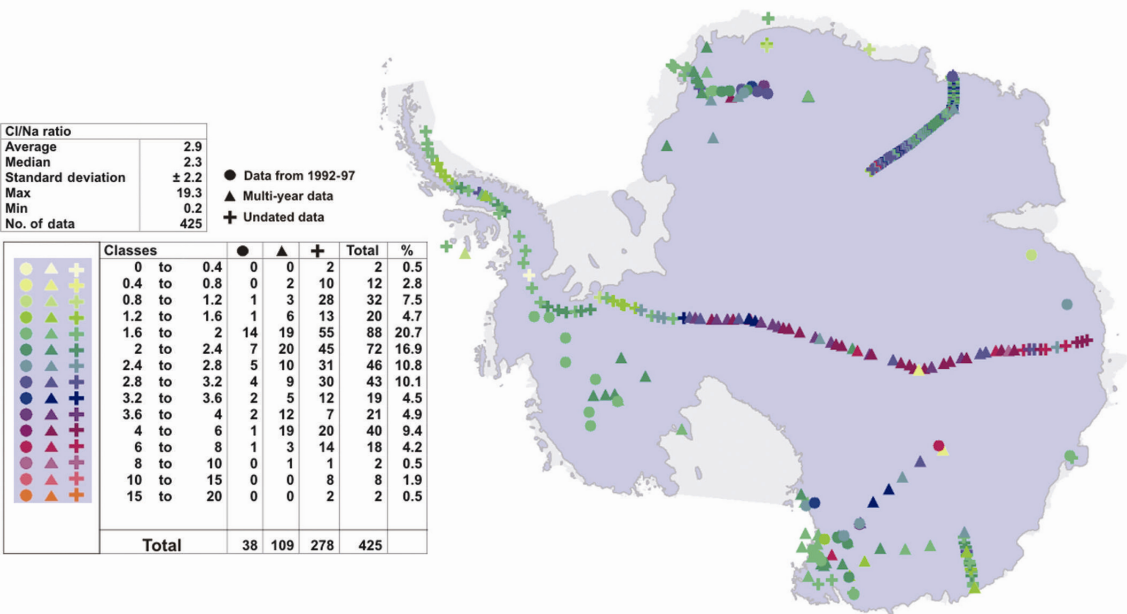 Cl/Na ratio
Average 2.9
Median 2.3
Standard deviation ± 2.2
Max 19.3
Min 0.2
No. of data 425
Data from 1992-97
Multi-year data
Undated data
Classes Total %
0 to 0.4 0 0 2 2 0.5
0.4 to 0.8 0 2 10 12 2.8
0.8 to 1.2 1 3 28 32 7.5
1.2 to 1.6 1 6 13 20 4.7
1.6 to 2 14 19 55 88 20.7
2 to 2.4 7 20 45 72 16.9
2.4 to 2.8 5 10 31 46 10.8
2.8 to 3.2 4 9 30 43 10.1
3.2 to 3.6 2 5 12 19 4.5
3.6 to 4 2 12 7 21 4.9
4 to 6 1 19 20 40 9.4
6 to 8 1 3 14 18 4.2
8 to 10 0 1 1 2 0.5
10 to 15 0 0 8 8 1.9
15 to 20 0 0 2 2 0.5
Total 38 109 278 425